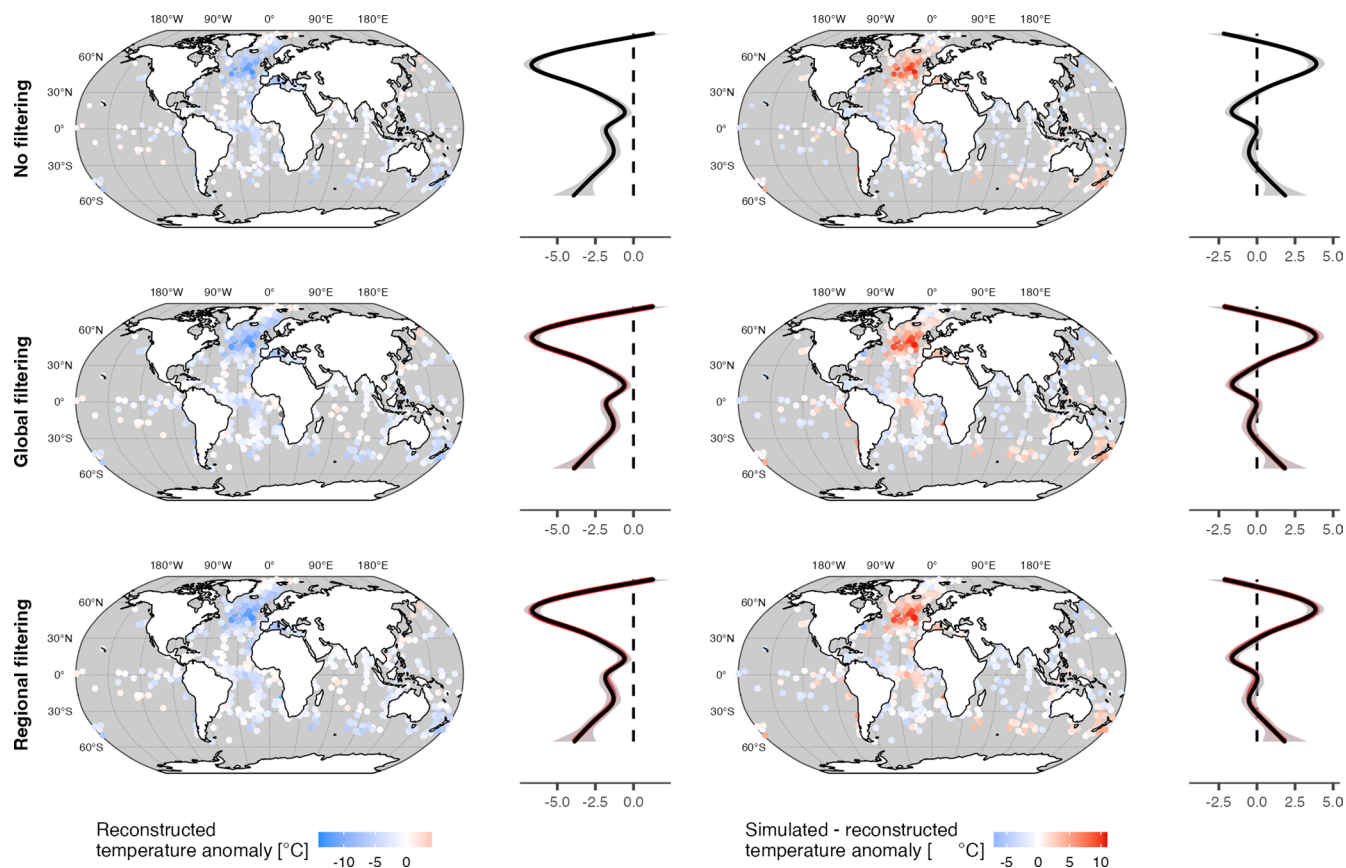 180°W 90°W 0° 90°E 180°E
180°W 90°W 0° 90°E 180°E
No filtering
60°N
30°N
0°
30°S
60°S
-5.0 -2.5 0.0
60°N
30°N
0°
30°S
60°S
-2.5 0.0 2.5 5.0
180°W 90°W 0° 90°E 180°E
180°W 90°W 0° 90°E 180°E
Global filtering
60°N
30°N
0°
30°S
60°S
-5.0 -2.5 0.0
60°N
30°N
0°
30°S
60°S
-2.5 0.0 2.5 5.0
180°W 90°W 0° 90°E 180°E
180°W 90°W 0° 90°E 180°E
Regional filtering
60°N
30°N
0°
30°S
60°S
-5.0 -2.5 0.0
60°N
30°N
0°
30°S
60°S
-2.5 0.0 2.5 5.0
Reconstructed
temperature anomaly [°C]
-10 -5 0
Simulated - reconstructed
temperature anomaly [ °C]
-5 0 5 10